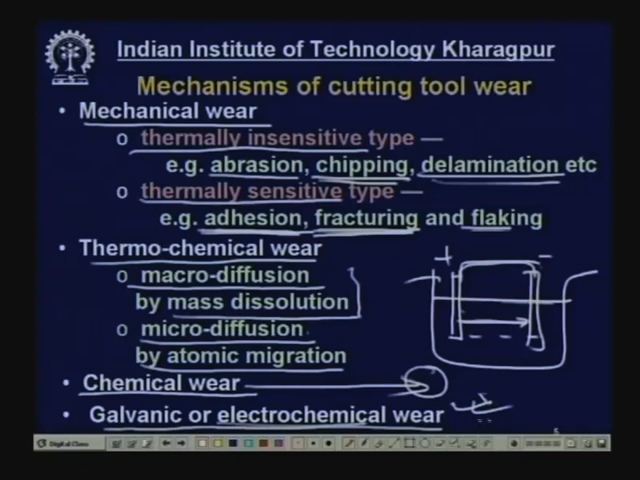 Indian Institute of Technology Kharagpur
Mechanisms of cutting tool wear
• Mechanical wear
o thermally insensitive type —
e.g. abrasion, chipping, delamination etc
o thermally sensitive type —
e.g. adhesion, fracturing and flaking
• Thermo-chemical wear
o macro-diffusion
by mass dissolution
o micro-diffusion
by atomic migration
+ −
• Chemical wear
• Galvanic or electrochemical wear
Digital Class